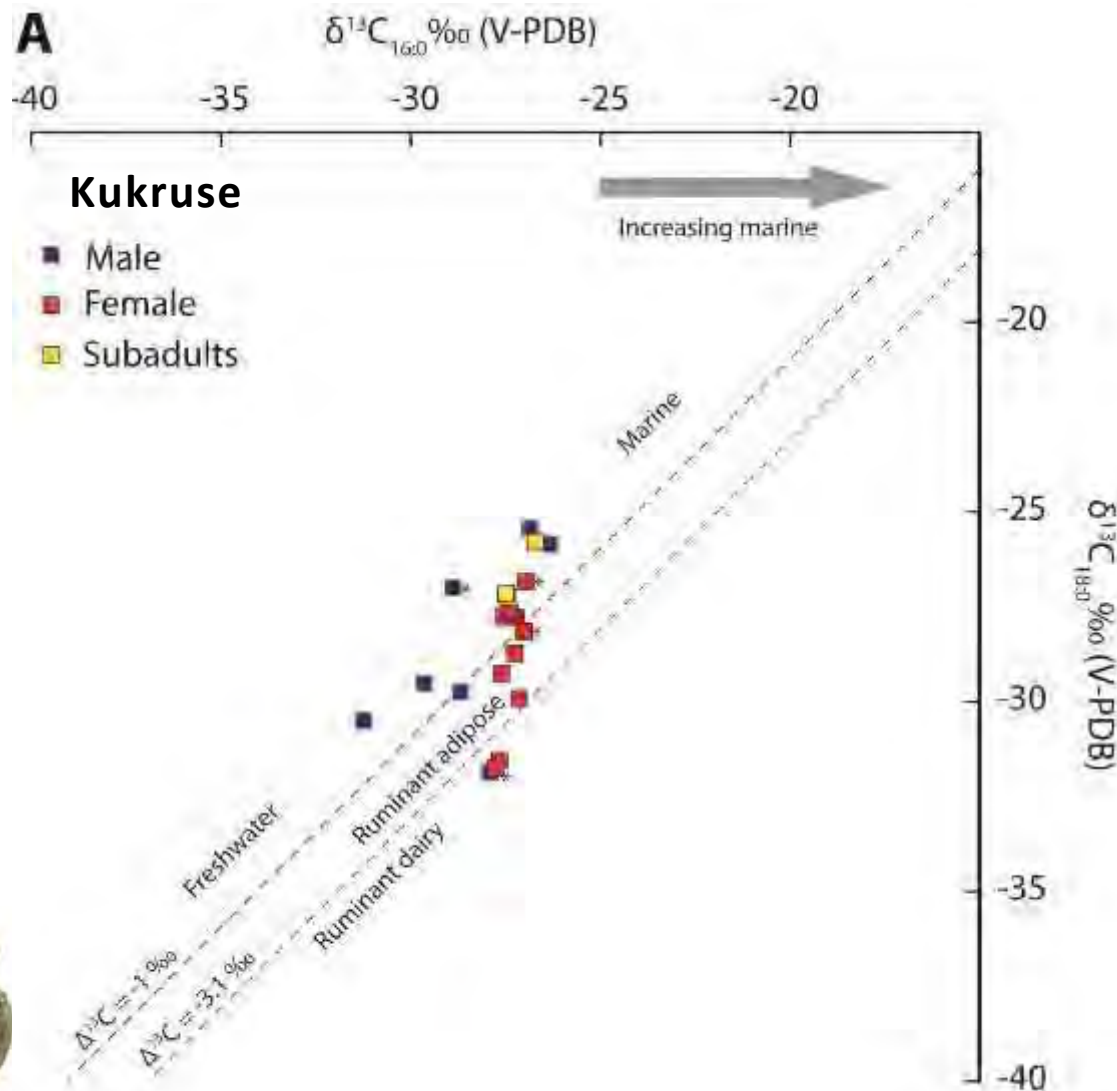 A
δ¹³C₁₆:₀‰ (V-PDB)
-40 -35 -30 -25 -20
Kukruse
Male
Female
Subadults
Increasing marine
-20
Marine
-25
δ¹³C₁₈:₀‰ (V-PDB)
-30
Ruminant adipose
Freshwater
Ruminant dairy
-35
Δ¹³C = -1 ‰
Δ¹³C = -3.1 ‰
-40